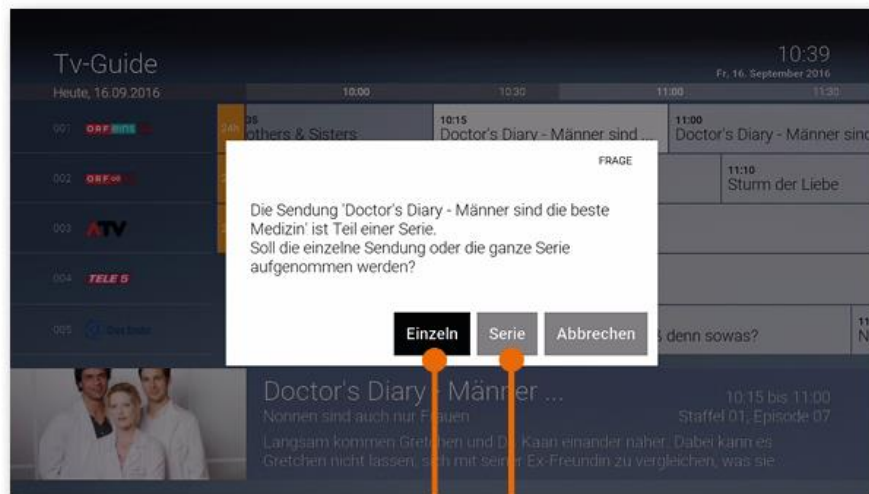 Tv-Guide
10:39
Fr, 16. September 2016
Heute, 16.09.2016 10:00 10:30 11:00 11:30
001 ORF eins 24h 35 10:15 11:00
others & Sisters Doctor's Diary - Männer sind ... Doctor's Diary - Männer sind
FRAGE
002 ORF 11:10
Sturm der Liebe
Die Sendung 'Doctor's Diary - Männer sind die beste
Medizin' ist Teil einer Serie.
003 ATV
Soll die einzelne Sendung oder die ganze Serie
aufgenommen werden?
004 TELE 5
Einzeln Serie Abbrechen
005 Das Erste denn sowas? 11
N
Doctor's Diary - Männer ...
10:15 bis 11:00
Nonnen sind auch nur Frauen Staffel 01, Episode 07
Langsam kommen Gretchen und Dr. Kaan einander näher. Dabei kann es
Gretchen nicht lassen, sich mit seiner Ex-Freundin zu vergleichen, was sie